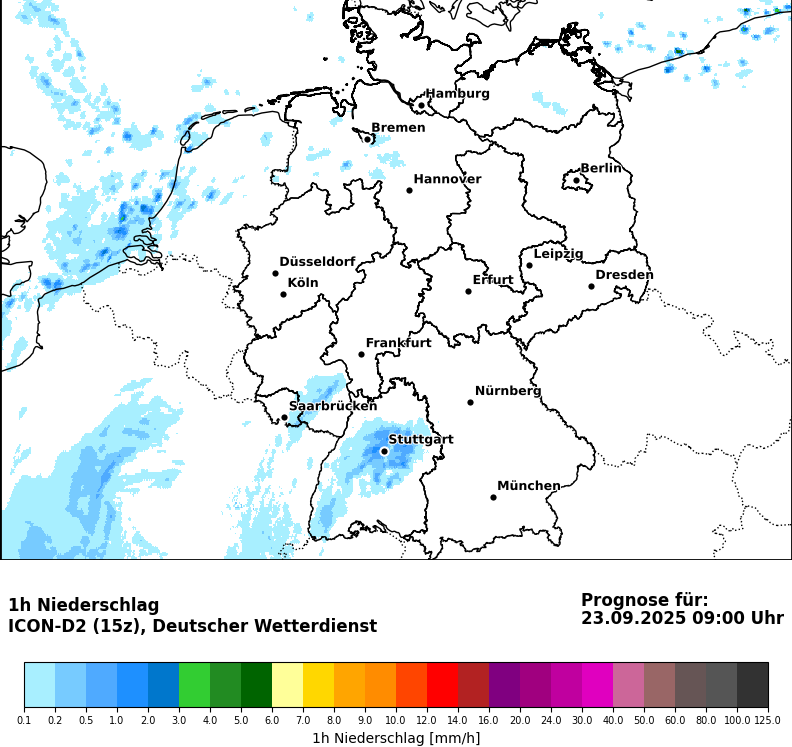 Hamburg
Bremen
Berlin
Hannover
Leipzig
Düsseldorf
Dresden
Köln
Erfurt
Frankfurt
Nürnberg
Saarbrücken
Stuttgart
München
1h Niederschlag
ICON-D2 (15z), Deutscher Wetterdienst
Prognose für:
23.09.2025 09:00 Uhr
0.1 0.2 0.5 1.0 2.0 3.0 4.0 5.0 6.0 7.0 8.0 9.0 10.0 12.0 14.0 16.0 20.0 24.0 30.0 40.0 50.0 60.0 80.0 100.0 125.0
1h Niederschlag [mm/h]